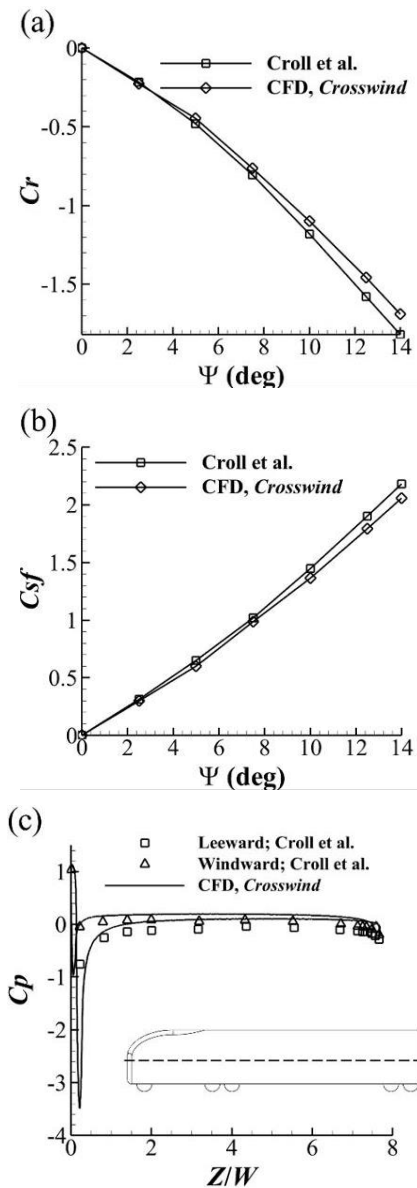 (a)
0
Croll et al.
CFD, Crosswind
-0.5
Cr
-1
-1.5
0 2 4 6 8 10 12 14
Ψ (deg)
(b)
2.5
Croll et al.
2
CFD, Crosswind
1.5
Csf
1
0.5
0
0 2 4 6 8 10 12 14
Ψ (deg)
(c)
Leeward; Croll et al.
1
Windward; Croll et al.
CFD, Crosswind
0
Cp
-1
-2
-3
-4
0 2 4 6 8
Z/W